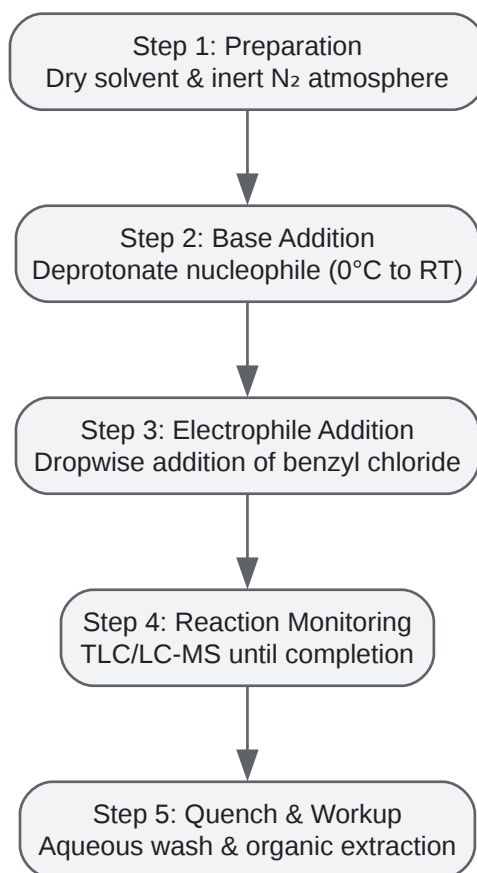 Step 1: Preparation
Dry solvent & inert N₂ atmosphere
Step 2: Base Addition
Deprotonate nucleophile (0°C to RT)
Step 3: Electrophile Addition
Dropwise addition of benzyl chloride
Step 4: Reaction Monitoring
TLC/LC-MS until completion
Step 5: Quench & Workup
Aqueous wash & organic extraction